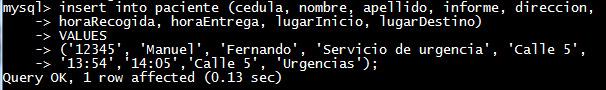 mysql> insert into paciente (cedula, nombre, apellido, informe, direccion,
    -> horaRecogida, horaEntrega, lugarInicio, lugarDestino)
    -> VALUES
    -> ('12345', 'Manuel', 'Fernando', 'Servicio de urgencia', 'Calle 5',
    -> '13:54','14:05','Calle 5', 'Urgencias');
Query OK, 1 row affected (0.13 sec)